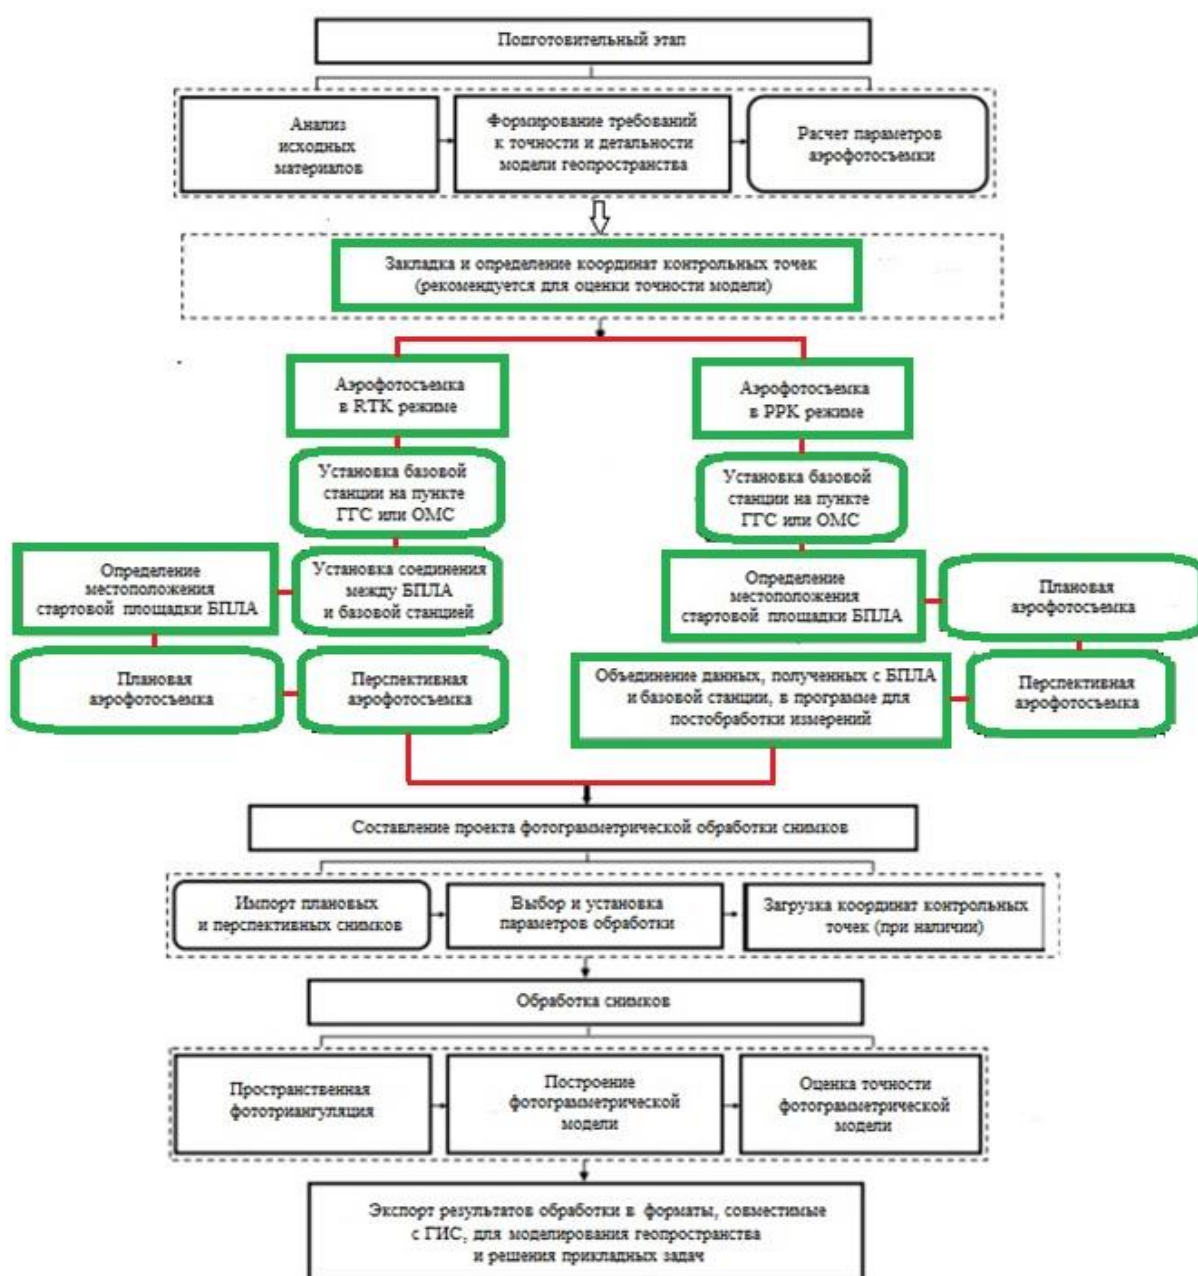 Подготовительный этап
Анализ
исходных
материалов
Формирование требований
к точности и детальности
модели геопространства
Расчет параметров
аэрофотосъемки
Закладка и определение координат контрольных точек
(рекомендуется для оценки точности модели)
Аэрофотосъемка
в RTK режиме
Установка базовой
станции на пункте
ГГС или ОМС
Установка соединения
между БПЛА
и базовой станцией
Определение
местоположения
стартовой площадки БПЛА
Плановая
аэрофотосъемка
Перспективная
аэрофотосъемка
Аэрофотосъемка
в PPK режиме
Установка базовой
станции на пункте
ГГС или ОМС
Определение
местоположения
стартовой площадки БПЛА
Плановая
аэрофотосъемка
Перспективная
аэрофотосъемка
Объединение данных, полученных с БПЛА
и базовой станции, в программе для
постобработки измерений
Составление проекта фотограмметрической обработки снимков
Импорт плановых
и перспективных снимков
Выбор и установка
параметров обработки
Загрузка координат контрольных
точек (при наличии)
Обработка снимков
Пространственная
фототриангуляция
Построение
фотограмметрической
модели
Оценка точности
фотограмметрической
модели
Экспорт результатов обработки в форматы, совместимые
с ГИС, для моделирования геопространства
и решения прикладных задач